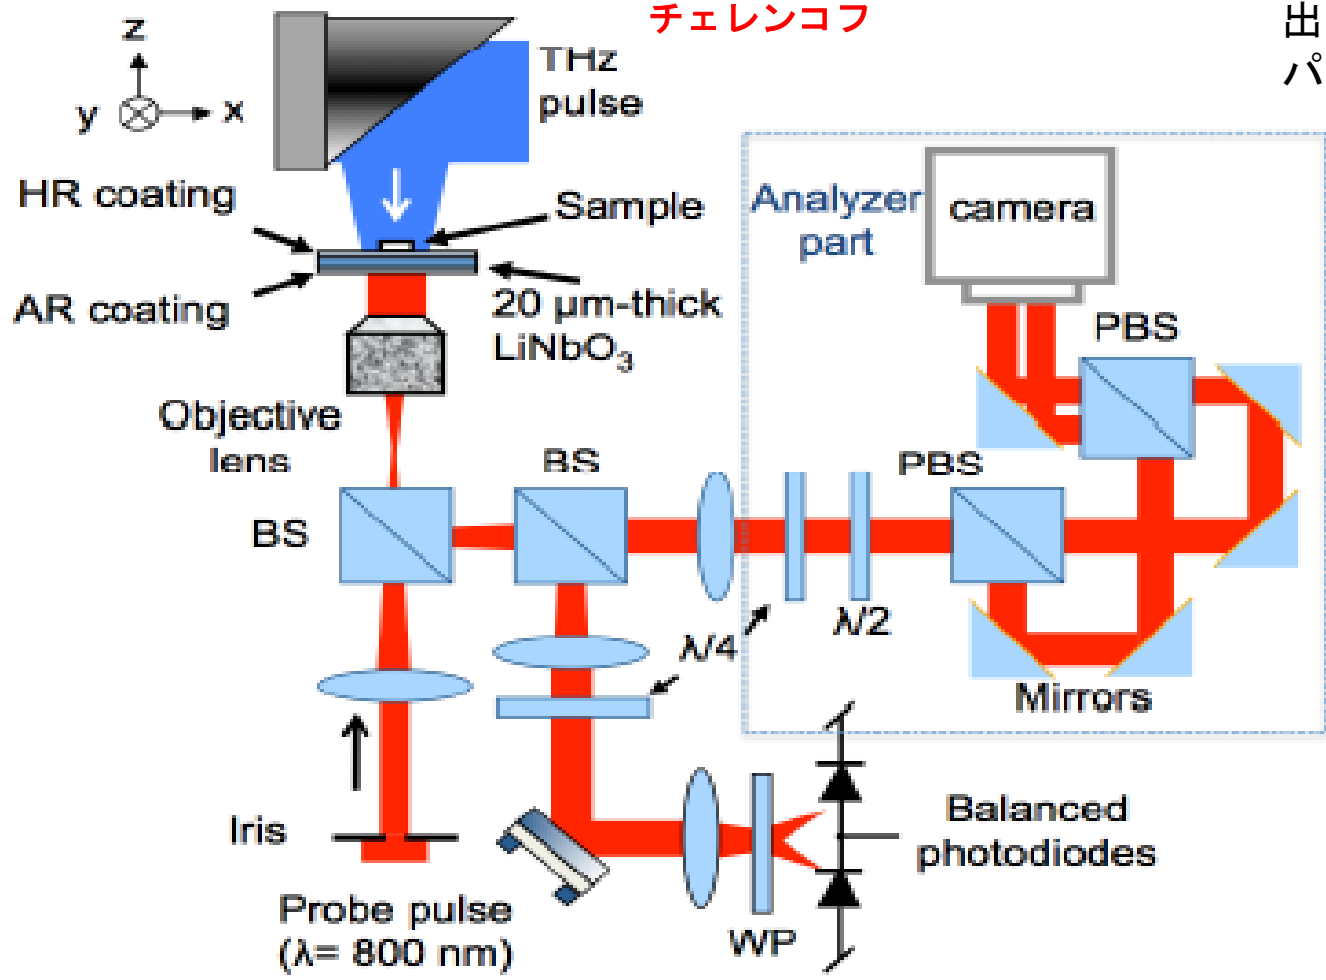 チェレンコフ
出
パ
z
y
x
THz
pulse
HR coating
Sample
AR coating
20 μm-thick
LiNbO₃
Analyzer
part
camera
PBS
Objective
lens
BS
BS
PBS
λ/4
λ/2
Mirrors
Iris
Balanced
photodiodes
Probe pulse
(λ= 800 nm)
WP